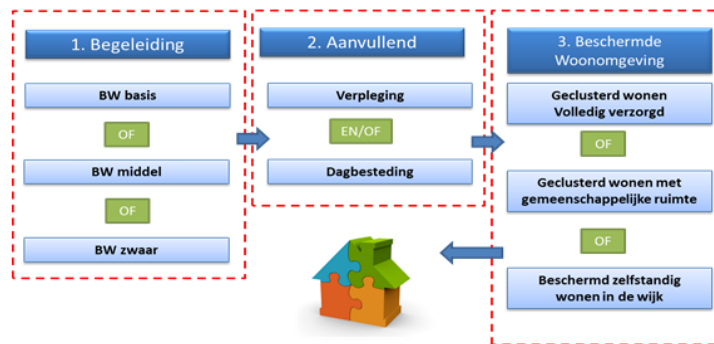 1. Begeleiding
BW basis
OF
BW middel
OF
BW zwaar
2. Aanvullend
Verpleging
EN/OF
Dagbesteding
3. Beschermde
Woonomgeving
Geclusterd wonen
Volledig verzorgd
OF
Geclusterd wonen met
gemeenschappelijke ruimte
OF
Beschermd zelfstandig
wonen in de wijk